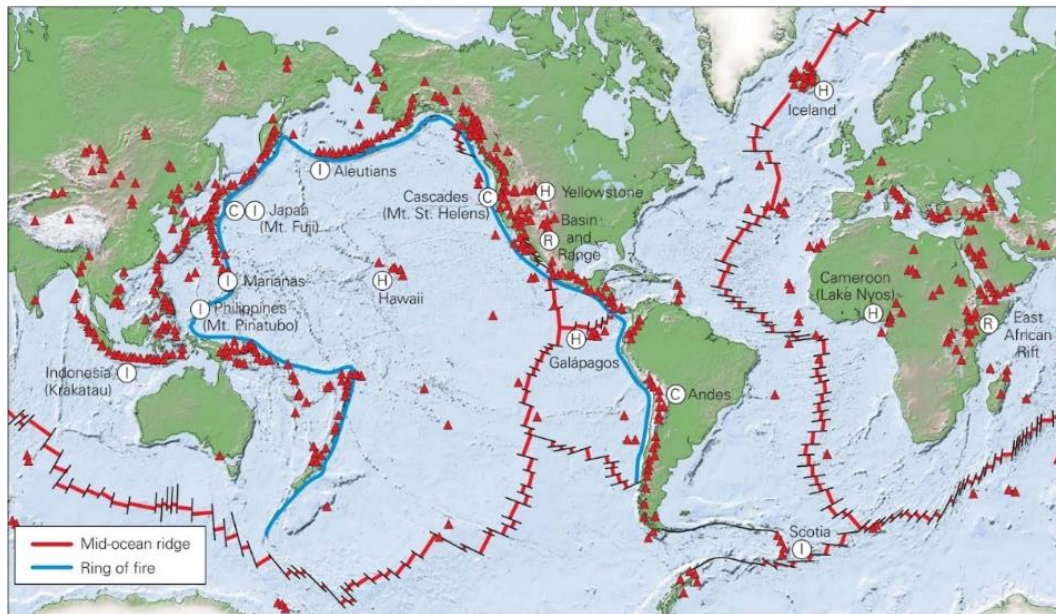 H
Iceland
I
Aleutians
Cascades
(Mt. St. Helens)
C
H
Yellowstone
Basin
and
Range
R
C
I
Japan
(Mt. Fuji)
I
Marianas
H
Hawaii
Cameroon
(Lake Nyos)
H
I
Philippines
(Mt. Pinatubo)
R
East
African
Rift
H
Galápagos
Indonesia
(Krakatau)
I
C
Andes
Scotia
I
Mid-ocean ridge
Ring of fire